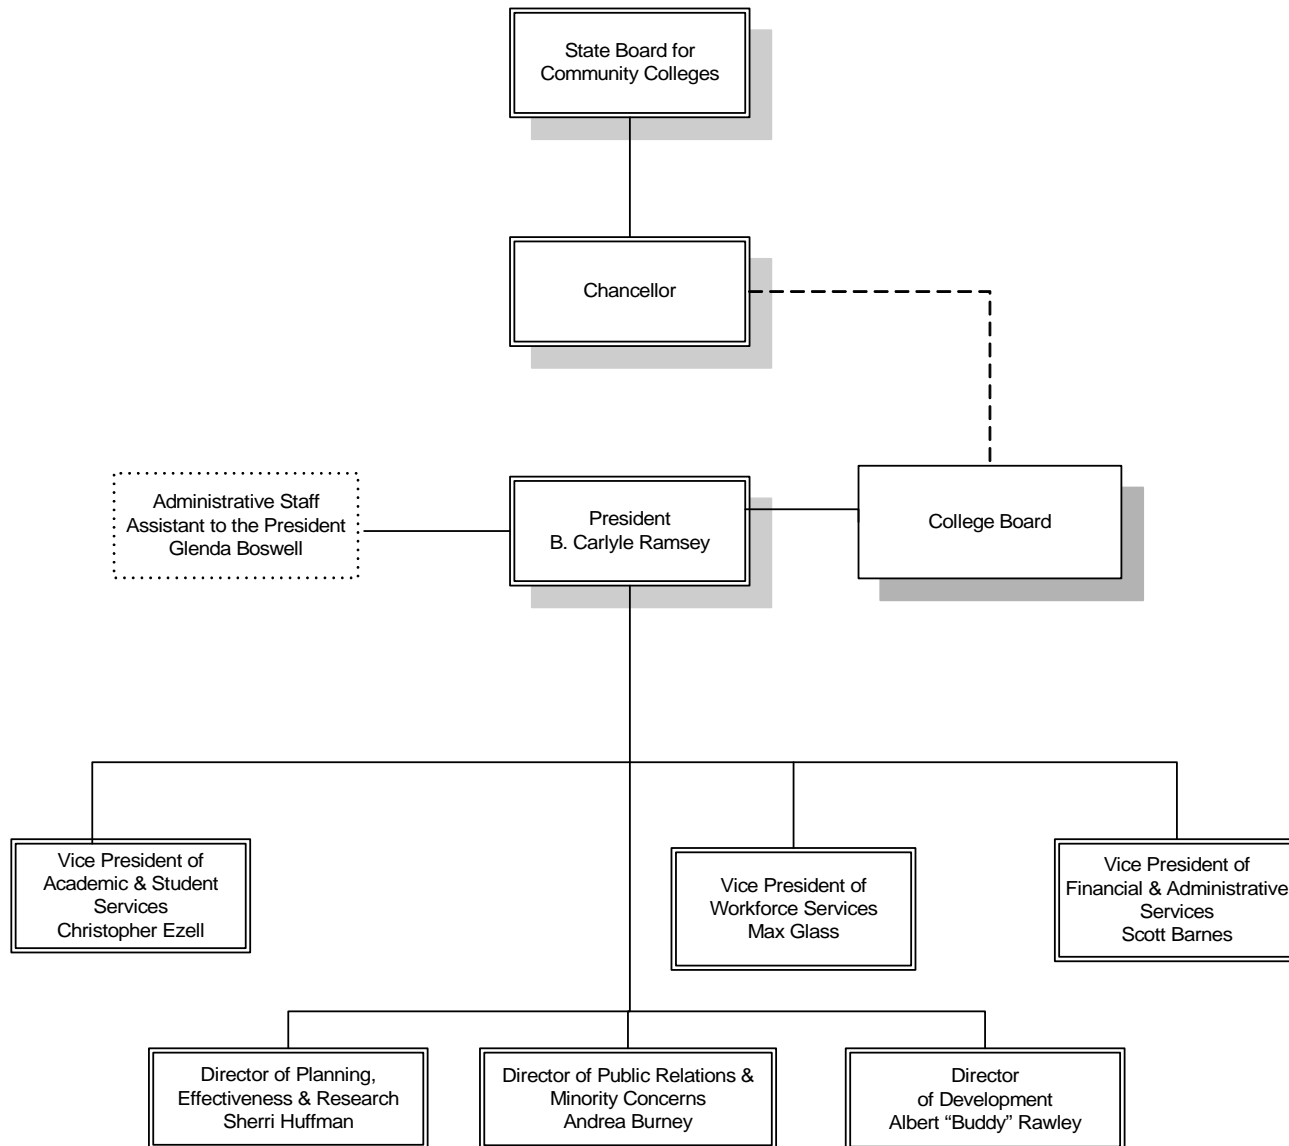 State Board for
Community Colleges
Chancellor
Administrative Staff
Assistant to the President
Glenda Boswell
President
B. Carlyle Ramsey
College Board
Vice President of
Academic & Student
Services
Christopher Ezell
Vice President of
Workforce Services
Max Glass
Vice President of
Financial & Administrative
Services
Scott Barnes
Director of Planning,
Effectiveness & Research
Sherri Huffman
Director of Public Relations &
Minority Concerns
Andrea Burney
Director
of Development
Albert “Buddy” Rawley